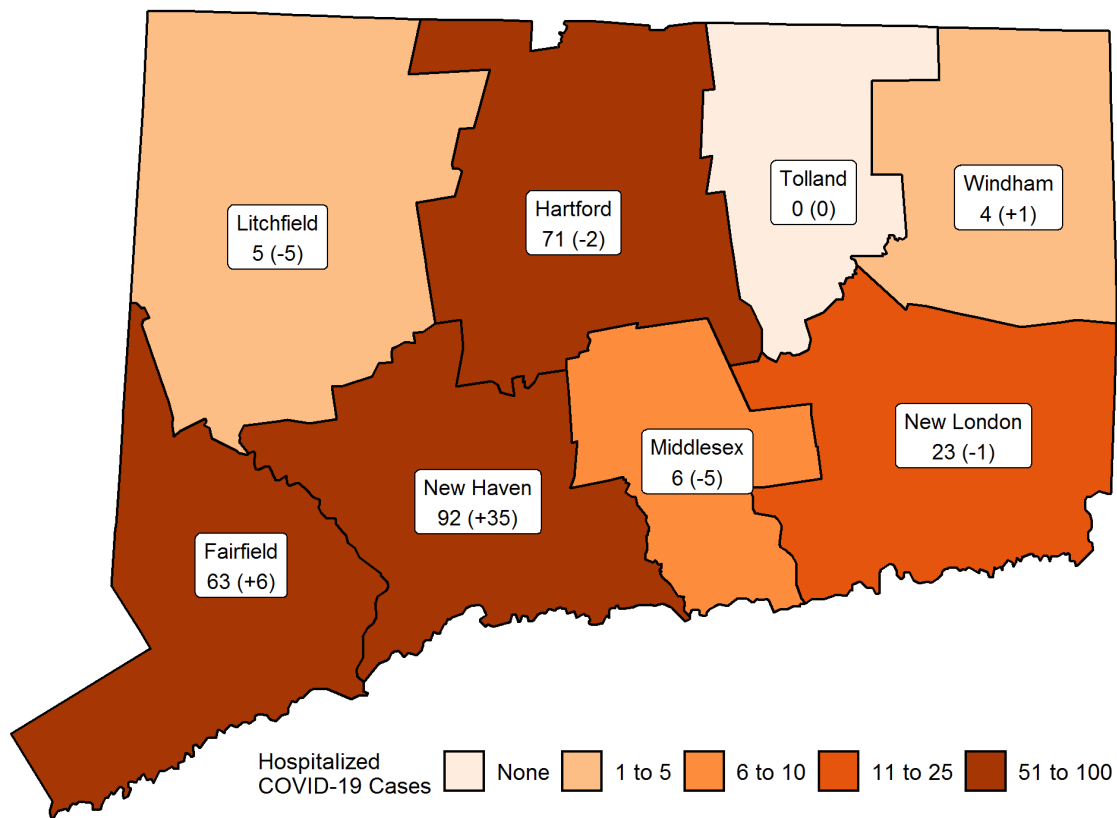 Tolland
0 (0)
Windham
4 (+1)
Litchfield
5 (-5)
Hartford
71 (-2)
New London
23 (-1)
Middlesex
6 (-5)
New Haven
92 (+35)
Fairfield
63 (+6)
Hospitalized
COVID-19 Cases
None
1 to 5
6 to 10
11 to 25
51 to 100